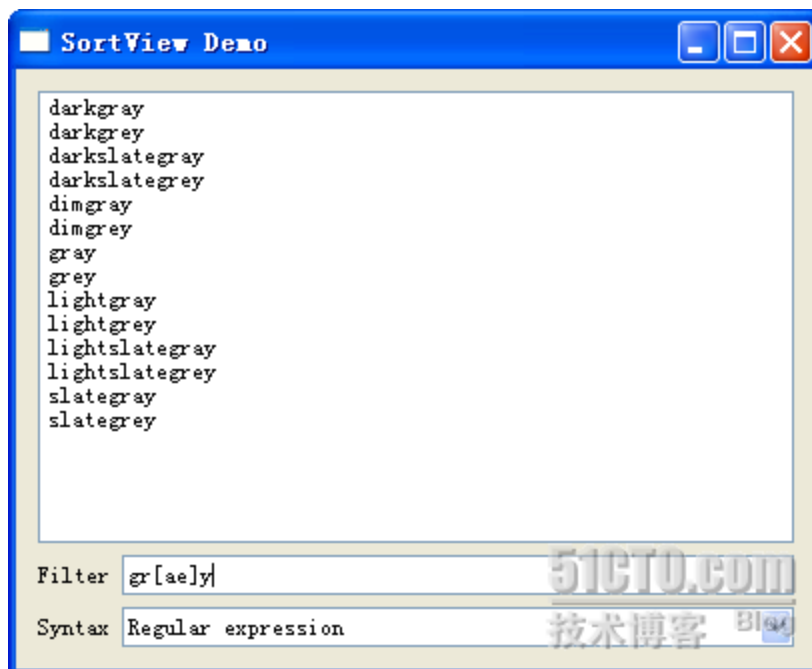 SortView Demo
darkgray
darkgrey
darkslategray
darkslategrey
dimgray
dimgrey
gray
grey
lightgray
lightgrey
lightslategray
lightslategrey
slategray
slategrey
Filter gr[ae]y
51CTO.com
Syntax Regular expression
技术博客 Blog